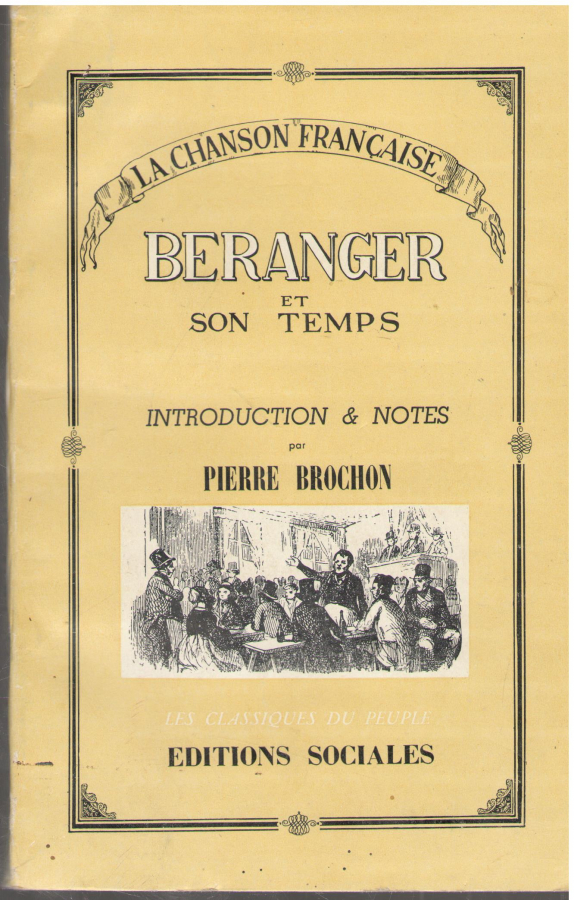 LA CHANSON FRANÇAISE
BERANGER
ET
SON TEMPS
INTRODUCTION & NOTES
par
PIERRE BROCHON
LES CLASSIQUES DU PEUPLE
EDITIONS SOCIALES